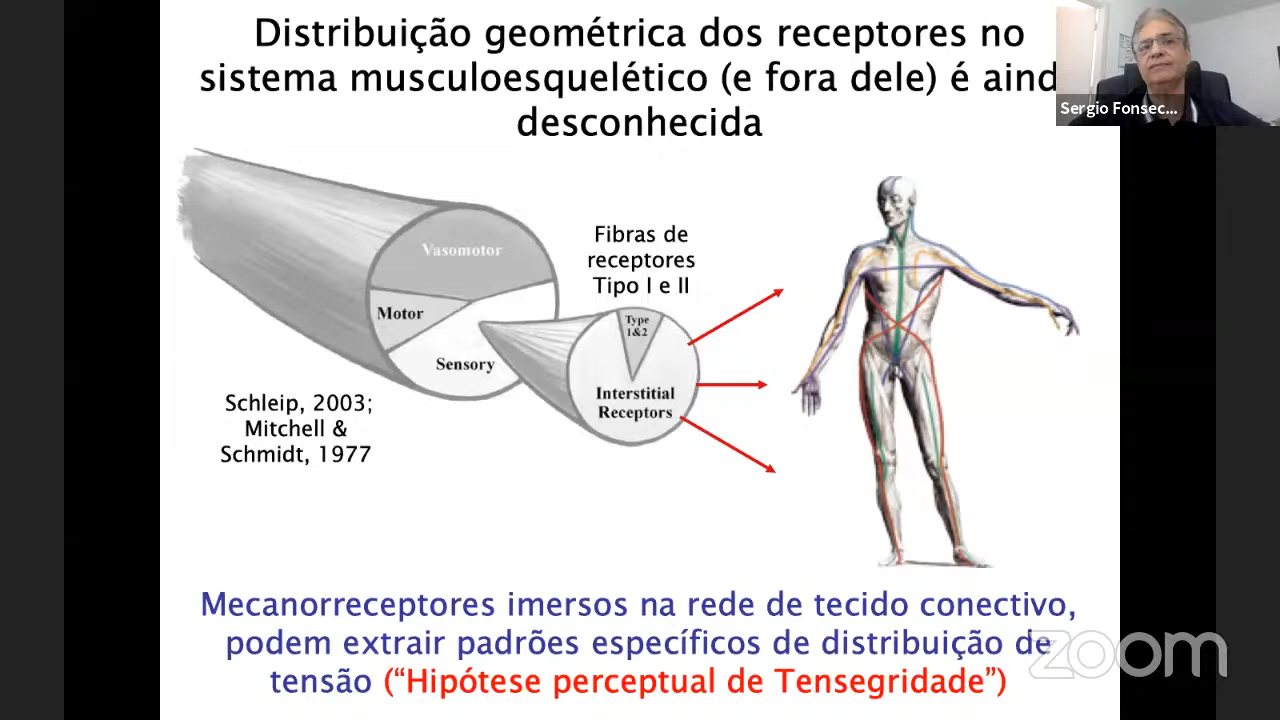 Distribuição geométrica dos receptores no
sistema musculoesquelético (e fora dele) é aind
desconhecida
Sergio Fonsec...
Vasomotor
Motor
Sensory
Fibras de
receptores
Tipo I e II
Type
1&2
Interstitial
Receptors
Schleip, 2003;
Mitchell &
Schmidt, 1977
Mecanorreceptores imersos na rede de tecido conectivo,
podem extrair padrões específicos de distribuição de
tensão (“Hipótese perceptual de Tensegridade”)
zoom